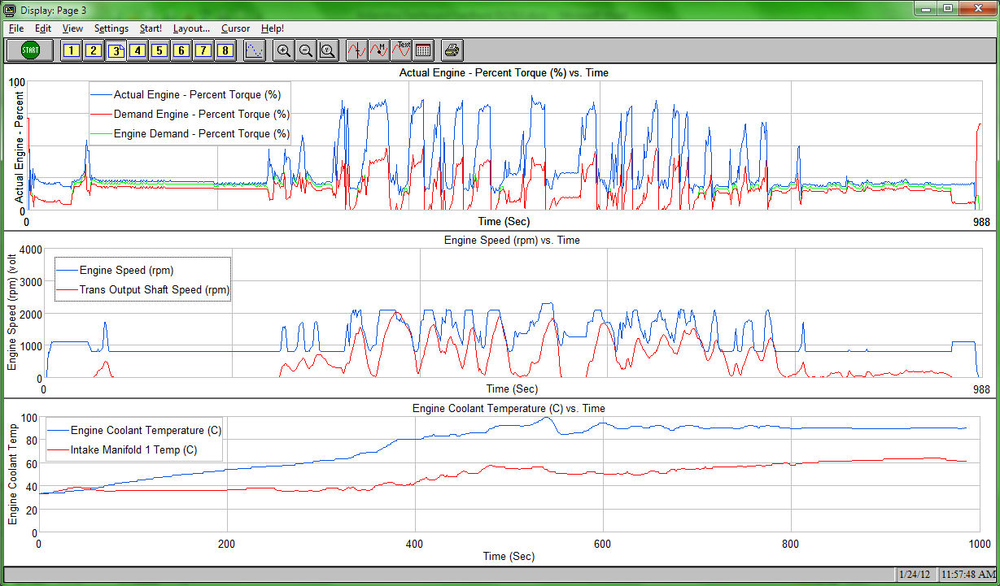 Display: Page 3
File Edit View Settings Start! Layout... Cursor Help!
START 1 2 3 4 5 6 7 8 Y M Text
Actual Engine - Percent Torque (%) vs. Time
Actual Engine - Percent
100
0
Actual Engine - Percent Torque (%)
Demand Engine - Percent Torque (%)
Engine Demand - Percent Torque (%)
0 Time (Sec) 988
Engine Speed (rpm) vs. Time
Engine Speed (rpm) (volt
4000
3000
2000
1000
0
Engine Speed (rpm)
Trans Output Shaft Speed (rpm)
0 Time (Sec) 988
Engine Coolant Temperature (C) vs. Time
Engine Coolant Temp
100
80
60
40
20
0
Engine Coolant Temperature (C)
Intake Manifold 1 Temp (C)
0 200 400 600 800 1000
Time (Sec)
1/24/12 11:57:48 AM